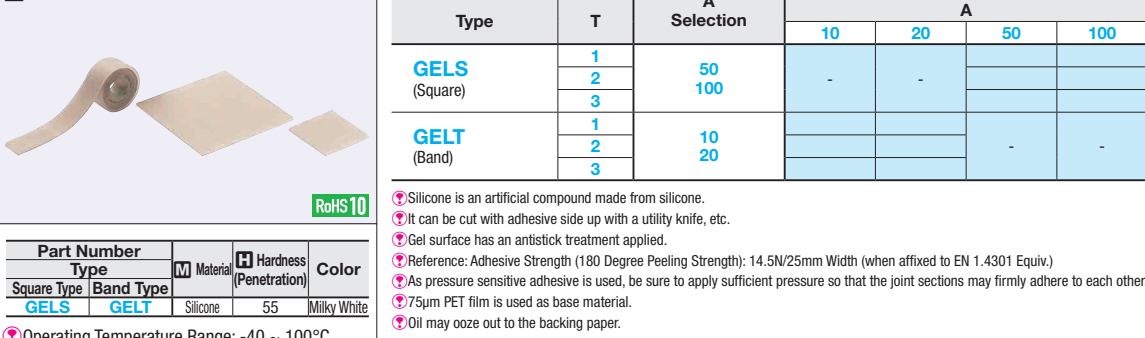 RoHS10
Part Number
Type
M Material
H Hardness
(Penetration)
Color
Square Type Band Type
GELS GELT Silicone 55 Milky White
Operating Temperature Range: -40 ~ 100°C
Type T A Selection A
10 20 50 100
GELS
(Square)
1
2
3
50
100
- -
GELT
(Band)
1
2
3
10
20
- -
Silicone is an artificial compound made from silicone.
It can be cut with adhesive side up with a utility knife, etc.
Gel surface has an antistick treatment applied.
Reference: Adhesive Strength (180 Degree Peeling Strength): 14.5N/25mm Width (when affixed to EN 1.4301 Equiv.)
As pressure sensitive adhesive is used, be sure to apply sufficient pressure so that the joint sections may firmly adhere to each other
75µm PET film is used as base material.
Oil may ooze out to the backing paper.